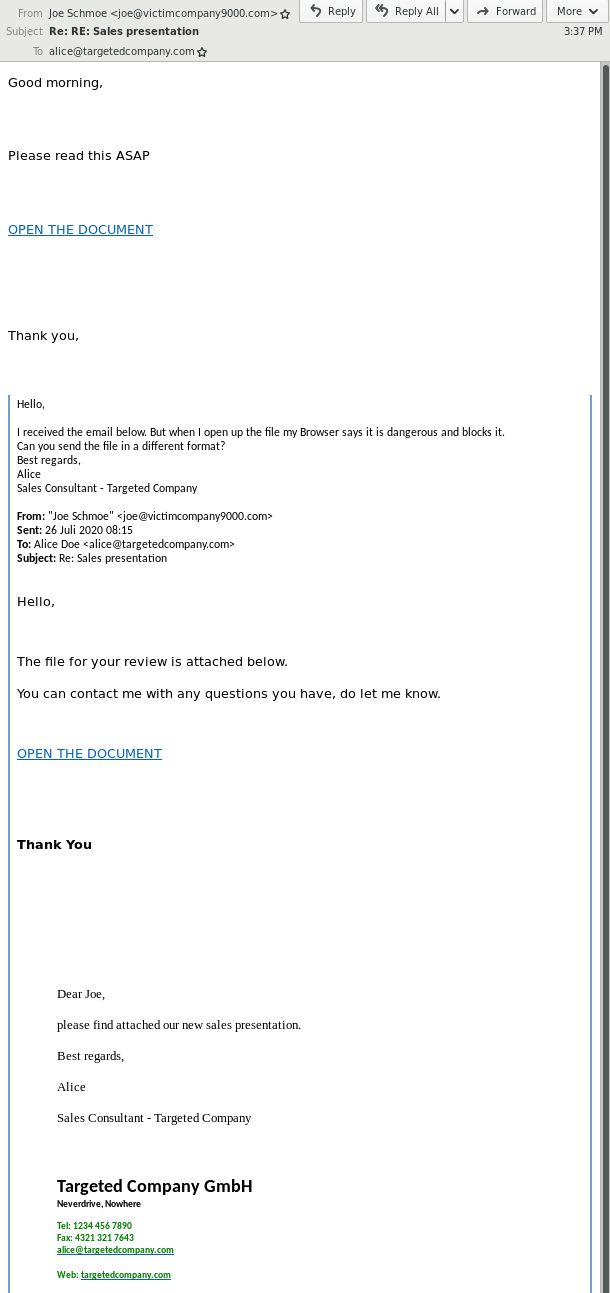 From Joe Schmoe <joe@victimcompany9000.com> Reply Reply All Forward More
Subject Re: RE: Sales presentation 3:37 PM
To alice@targetedcompany.com
Good morning,
Please read this ASAP
OPEN THE DOCUMENT
Thank you,
Hello,
I received the email below. But when I open up the file my Browser says it is dangerous and blocks it.
Can you send the file in a different format?
Best regards,
Alice
Sales Consultant - Targeted Company
From: "Joe Schmoe" <joe@victimcompany9000.com>
Sent: 26 Juli 2020 08:15
To: Alice Doe <alice@targetedcompany.com>
Subject: Re: Sales presentation
Hello,
The file for your review is attached below.
You can contact me with any questions you have, do let me know.
OPEN THE DOCUMENT
Thank You
Dear Joe,
please find attached our new sales presentation.
Best regards,
Alice
Sales Consultant - Targeted Company
Targeted Company GmbH
Neverdrive, Nowhere
Tel: 1234 456 7890
Fax: 4321 321 7643
alice@targetedcompany.com
Web: targetedcompany.com